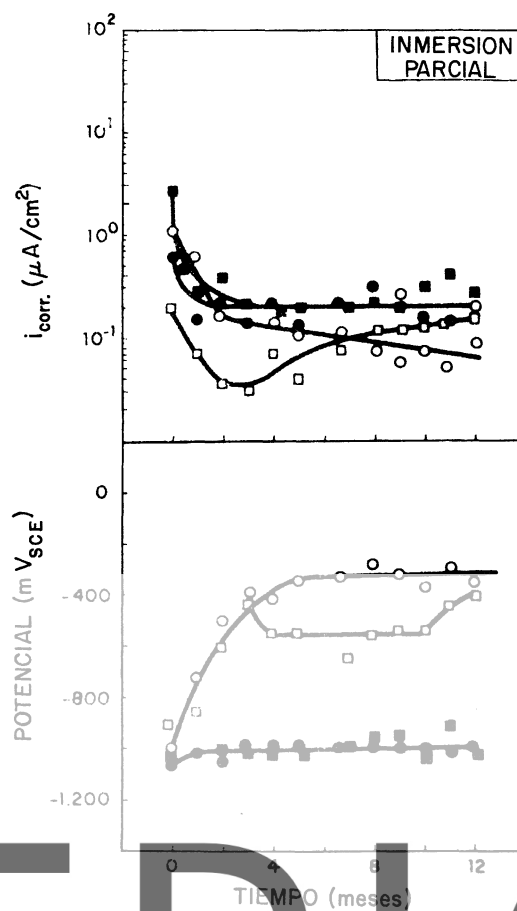 INMERSION
PARCIAL
10²
10¹
10⁰
10⁻¹
i corr. (μA/cm²)
0
-400
-800
-1.200
POTENCIAL (mV SCE)
0 4 8 12
TIEMPO (meses)